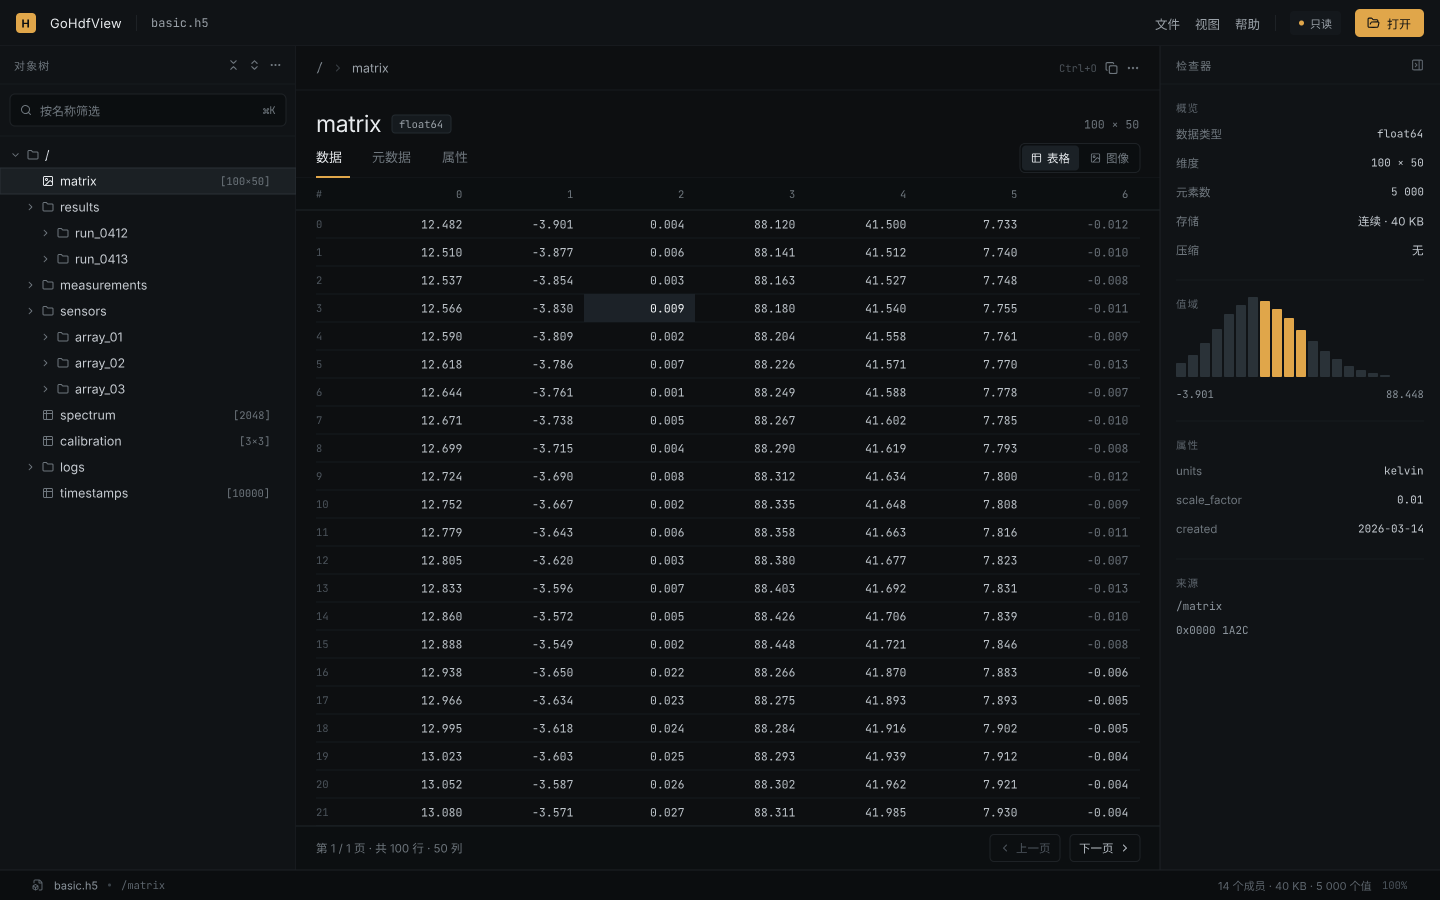 H GoHdfView basic.h5 文件 视图 帮助 只读 打开
对象树
按名称筛选 ⌘K
/
matrix [100×50]
results
run_0412
run_0413
measurements
sensors
array_01
array_02
array_03
spectrum [2048]
calibration [3×3]
logs
timestamps [10000]
/ > matrix Ctrl+O
matrix float64 100 × 50
数据 元数据 属性 表格 图像
# 0 1 2 3 4 5 6
0 12.482 -3.901 0.004 88.120 41.500 7.733 -0.012
1 12.510 -3.877 0.006 88.141 41.512 7.740 -0.010
2 12.537 -3.854 0.003 88.163 41.527 7.748 -0.008
3 12.566 -3.830 0.009 88.180 41.540 7.755 -0.011
4 12.590 -3.809 0.002 88.204 41.558 7.761 -0.009
5 12.618 -3.786 0.007 88.226 41.571 7.770 -0.013
6 12.644 -3.761 0.001 88.249 41.588 7.778 -0.007
7 12.671 -3.738 0.005 88.267 41.602 7.785 -0.010
8 12.699 -3.715 0.004 88.290 41.619 7.793 -0.008
9 12.724 -3.690 0.008 88.312 41.634 7.800 -0.012
10 12.752 -3.667 0.002 88.335 41.648 7.808 -0.009
11 12.779 -3.643 0.006 88.358 41.663 7.816 -0.011
12 12.805 -3.620 0.003 88.380 41.677 7.823 -0.007
13 12.833 -3.596 0.007 88.403 41.692 7.831 -0.013
14 12.860 -3.572 0.005 88.426 41.706 7.839 -0.010
15 12.888 -3.549 0.002 88.448 41.721 7.846 -0.008
16 12.938 -3.650 0.022 88.266 41.870 7.883 -0.006
17 12.966 -3.634 0.023 88.275 41.893 7.893 -0.005
18 12.995 -3.618 0.024 88.284 41.916 7.902 -0.005
19 13.023 -3.603 0.025 88.293 41.939 7.912 -0.004
20 13.052 -3.587 0.026 88.302 41.962 7.921 -0.004
21 13.080 -3.571 0.027 88.311 41.985 7.930 -0.004
第 1 / 1 页 · 共 100 行 · 50 列 上一页 下一页
检查器
概览
数据类型 float64
维度 100 × 50
元素数 5 000
存储 连续 · 40 KB
压缩 无
值域
-3.901 88.448
属性
units kelvin
scale_factor 0.01
created 2026-03-14
来源
/matrix
0x0000 1A2C
basic.h5 • /matrix 14 个成员 · 40 KB · 5 000 个值 100%